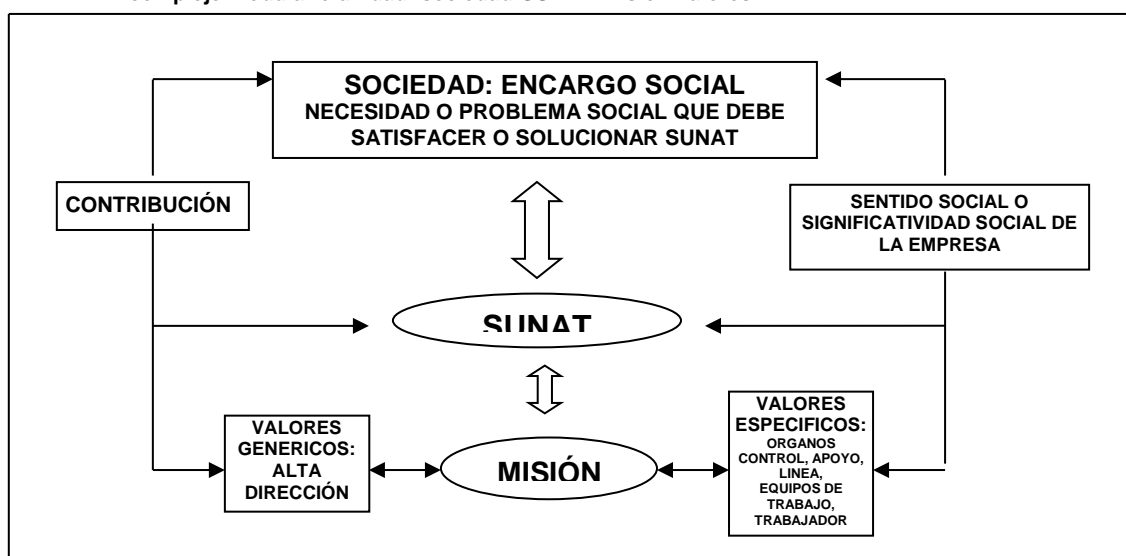 SOCIEDAD: ENCARGO SOCIAL
NECESIDAD O PROBLEMA SOCIAL QUE DEBE
SATISFACER O SOLUCIONAR SUNAT
CONTRIBUCIÓN
SENTIDO SOCIAL O
SIGNIFICATIVIDAD SOCIAL DE
LA EMPRESA
SUNAT
VALORES
GENERICOS:
ALTA
DIRECCIÓN
MISIÓN
VALORES
ESPECIFICOS:
ORGANOS
CONTROL, APOYO,
LINEA,
EQUIPOS DE
TRABAJO,
TRABAJADOR